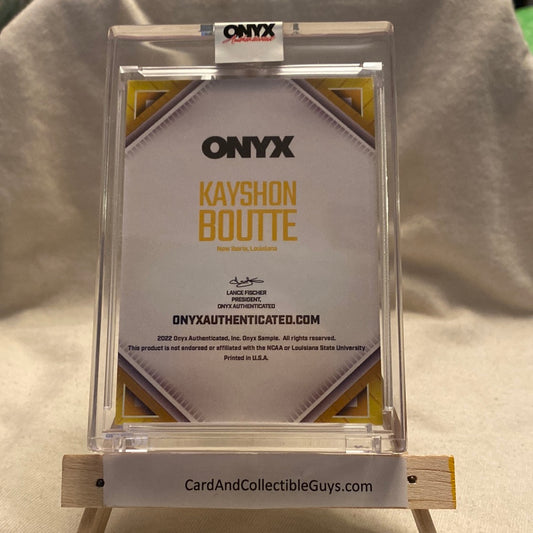 ONYX
Authenticated
ONYX
KAYSHON
BOUTTE
New Iberia, Louisiana
LANCE FISCHER
PRESIDENT,
ONYX AUTHENTICATED
ONYXAUTHENTICATED.COM
2022 Onyx Authenticated, Inc. Onyx Sample. All rights reserved.
This product is not endorsed or affiliated with the NCAA or Louisiana State University
Printed in U.S.A.
CardAndCollectibleGuys.com